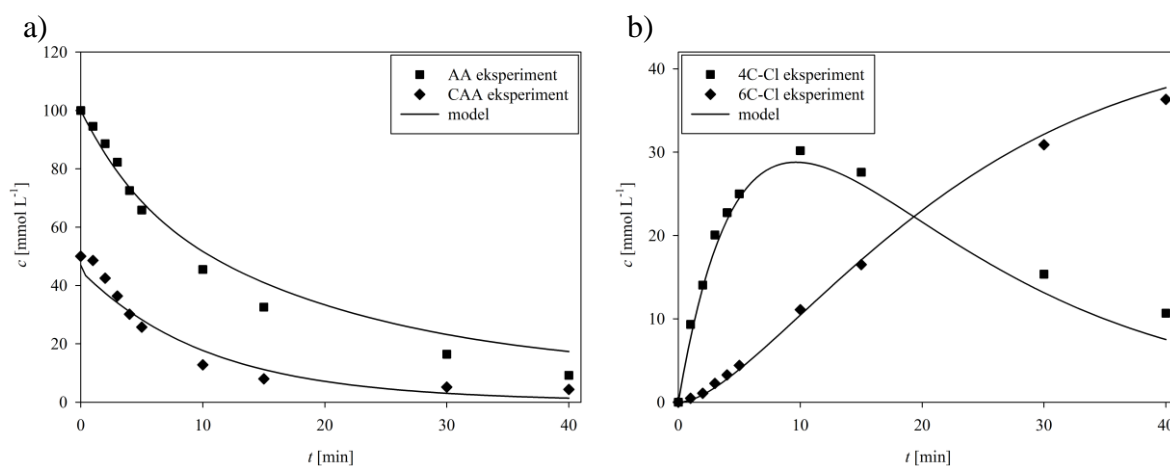 a)
120
100
80
60
40
20
0
c [mmol L⁻¹]
AA eksperiment
CAA eksperiment
model
0 10 20 30 40
t [min]
b)
40
30
20
10
0
c [mmol L⁻¹]
4C-Cl eksperiment
6C-Cl eksperiment
model
0 10 20 30 40
t [min]